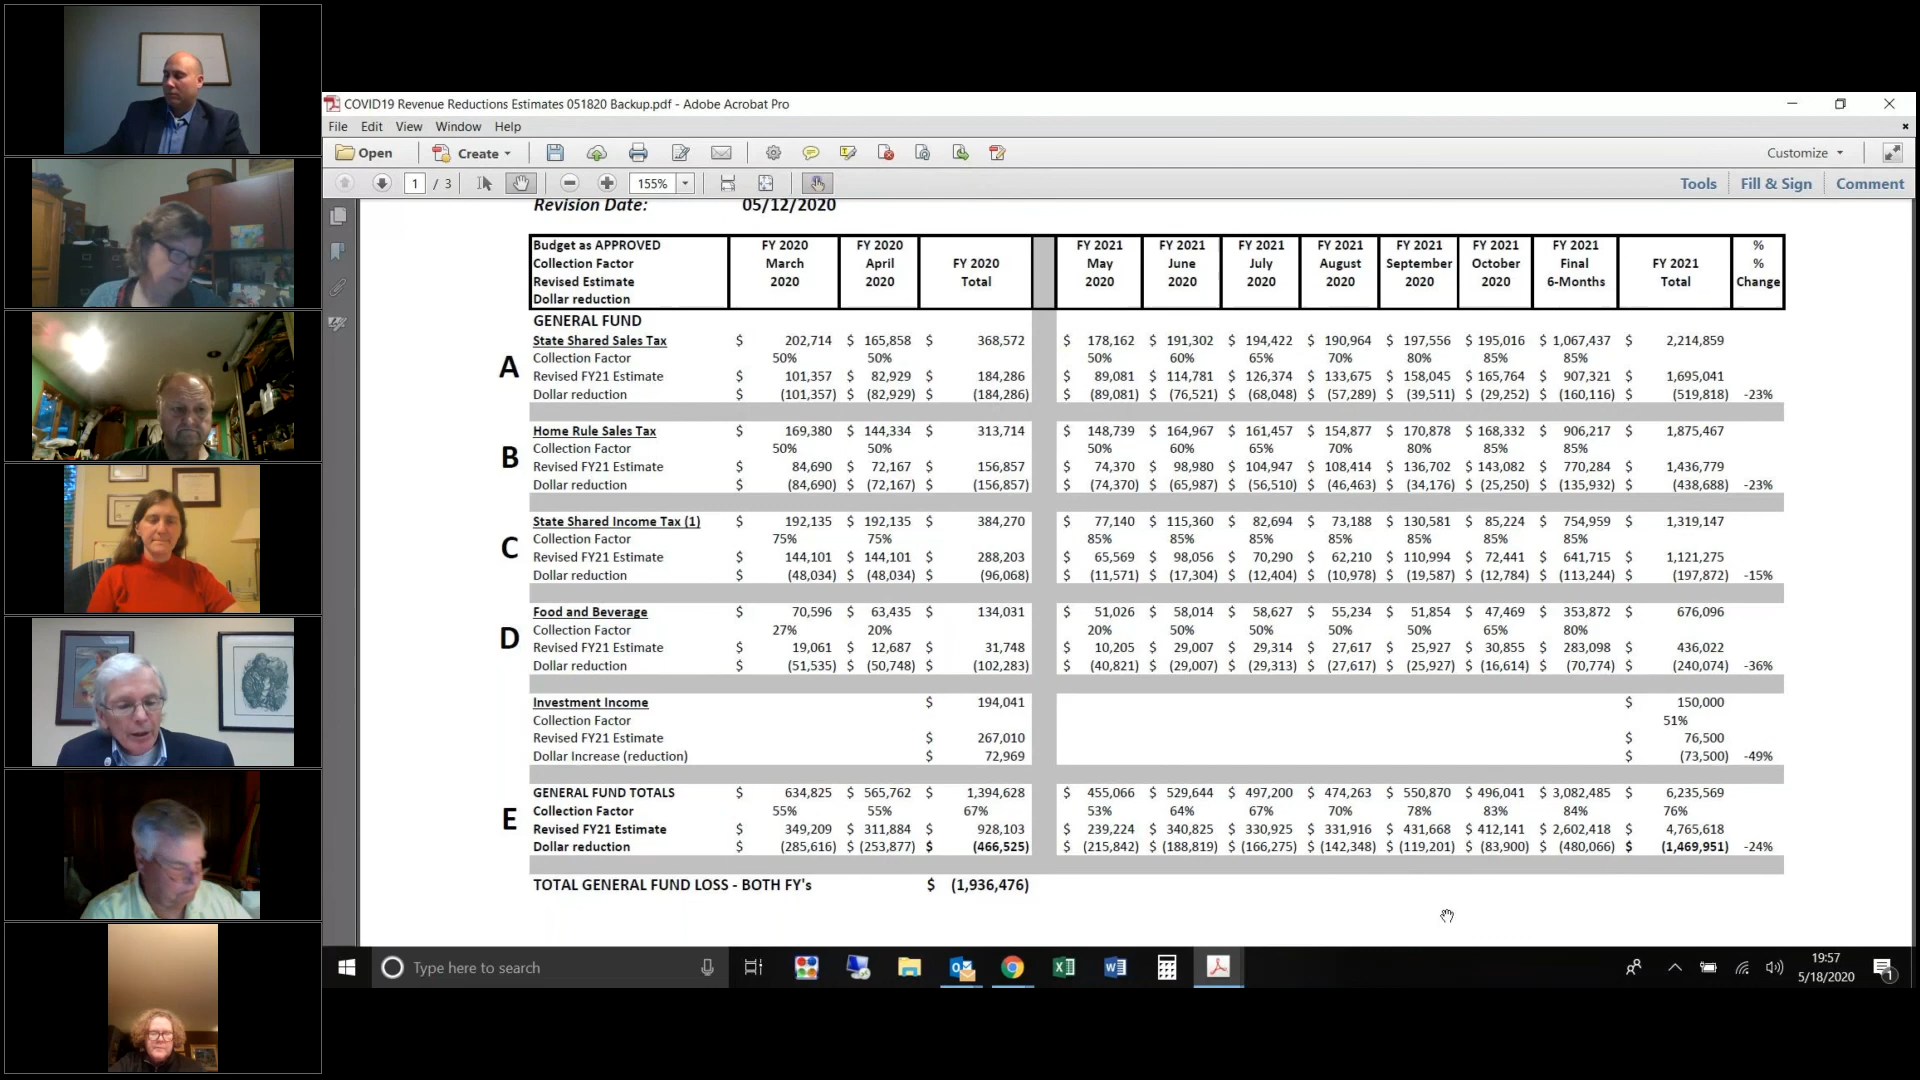 COVID19 Revenue Reductions Estimates 051820 Backup.pdf - Adobe Acrobat Pro
File Edit View Window Help
Open Create Customize
1 / 3 155% Tools Fill & Sign Comment
Revision Date: 05/12/2020
Budget as APPROVED FY 2020 FY 2020 FY 2021 FY 2021 FY 2021 FY 2021 FY 2021 FY 2021 FY 2021 %
Collection Factor March April FY 2020 May June July August September October Final FY 2021 %
Revised Estimate 2020 2020 Total 2020 2020 2020 2020 2020 2020 6-Months Total Change
Dollar reduction
GENERAL FUND
State Shared Sales Tax $ 202,714 $ 165,858 $ 368,572 $ 178,162 $ 191,302 $ 194,422 $ 190,964 $ 197,556 $ 195,016 $ 1,067,437 $ 2,214,859
A
Collection Factor 50% 50% 50% 60% 65% 70% 80% 85% 85%
Revised FY21 Estimate $ 101,357 $ 82,929 $ 184,286 $ 89,081 $ 114,781 $ 126,374 $ 133,675 $ 158,045 $ 165,764 $ 907,321 $ 1,695,041
Dollar reduction $ (101,357) $ (82,929) $ (184,286) $ (89,081) $ (76,521) $ (68,048) $ (57,289) $ (39,511) $ (29,252) $ (160,116) $ (519,818) -23%
Home Rule Sales Tax $ 169,380 $ 144,334 $ 313,714 $ 148,739 $ 164,967 $ 161,457 $ 154,877 $ 170,878 $ 168,332 $ 906,217 $ 1,875,467
B
Collection Factor 50% 50% 50% 60% 65% 70% 80% 85% 85%
Revised FY21 Estimate $ 84,690 $ 72,167 $ 156,857 $ 74,370 $ 98,980 $ 104,947 $ 108,414 $ 136,702 $ 143,082 $ 770,284 $ 1,436,779
Dollar reduction $ (84,690) $ (72,167) $ (156,857) $ (74,370) $ (65,987) $ (56,510) $ (46,463) $ (34,176) $ (25,250) $ (135,932) $ (438,688) -23%
State Shared Income Tax (1) $ 192,135 $ 192,135 $ 384,270 $ 77,140 $ 115,360 $ 82,694 $ 73,188 $ 130,581 $ 85,224 $ 754,959 $ 1,319,147
C
Collection Factor 75% 75% 85% 85% 85% 85% 85% 85% 85%
Revised FY21 Estimate $ 144,101 $ 144,101 $ 288,203 $ 65,569 $ 98,056 $ 70,290 $ 62,210 $ 110,994 $ 72,441 $ 641,715 $ 1,121,275
Dollar reduction $ (48,034) $ (48,034) $ (96,068) $ (11,571) $ (17,304) $ (12,404) $ (10,978) $ (19,587) $ (12,784) $ (113,244) $ (197,872) -15%
Food and Beverage $ 70,596 $ 63,435 $ 134,031 $ 51,026 $ 58,014 $ 58,627 $ 55,234 $ 51,854 $ 47,469 $ 353,872 $ 676,096
D
Collection Factor 27% 20% 20% 50% 50% 50% 50% 65% 80%
Revised FY21 Estimate $ 19,061 $ 12,687 $ 31,748 $ 10,205 $ 29,007 $ 29,314 $ 27,617 $ 25,927 $ 30,855 $ 283,098 $ 436,022
Dollar reduction $ (51,535) $ (50,748) $ (102,283) $ (40,821) $ (29,007) $ (29,313) $ (27,617) $ (25,927) $ (16,614) $ (70,774) $ (240,074) -36%
Investment Income $ 194,041 $ 150,000
Collection Factor 51%
Revised FY21 Estimate $ 267,010 $ 76,500
Dollar Increase (reduction) $ 72,969 $ (73,500) -49%
GENERAL FUND TOTALS $ 634,825 $ 565,762 $ 1,394,628 $ 455,066 $ 529,644 $ 497,200 $ 474,263 $ 550,870 $ 496,041 $ 3,082,485 $ 6,235,569
E
Collection Factor 55% 55% 67% 53% 64% 67% 70% 78% 83% 84% 76%
Revised FY21 Estimate $ 349,209 $ 311,884 $ 928,103 $ 239,224 $ 340,825 $ 330,925 $ 331,916 $ 431,668 $ 412,141 $ 2,602,418 $ 4,765,618
Dollar reduction $ (285,616) $ (253,877) $ (466,525) $ (215,842) $ (188,819) $ (166,275) $ (142,348) $ (119,201) $ (83,900) $ (480,066) $ (1,469,951) -24%
TOTAL GENERAL FUND LOSS - BOTH FY's $ (1,936,476)
Type here to search
19:57
5/18/2020
1